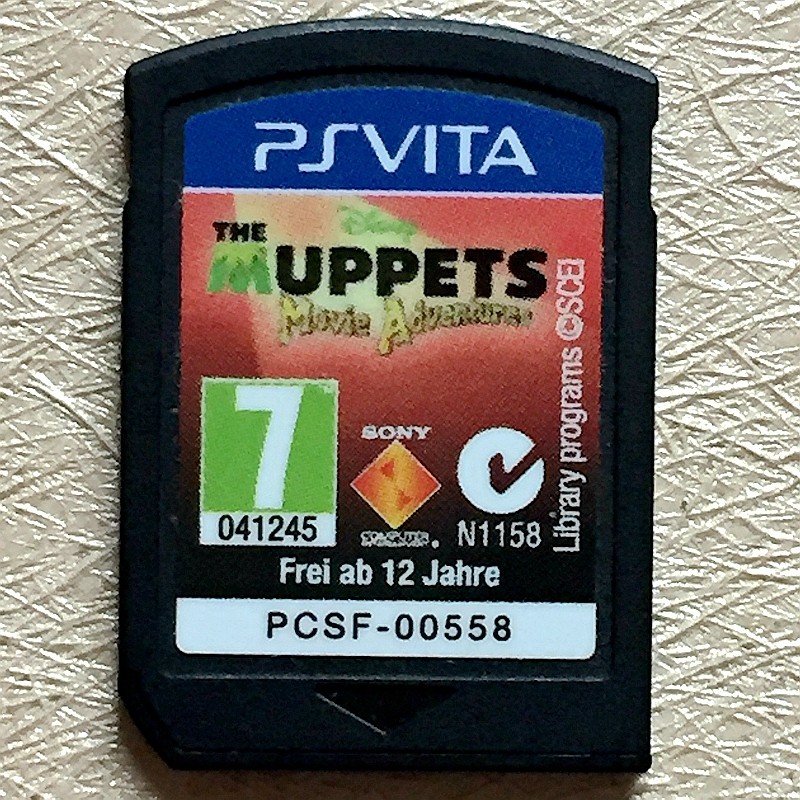 PSVITA
Disney
THE
MUPPETS
Movie Adventures
Library programs ©SCEI
7
041245
SONY
N1158
Frei ab 12 Jahre
PCSF-00558